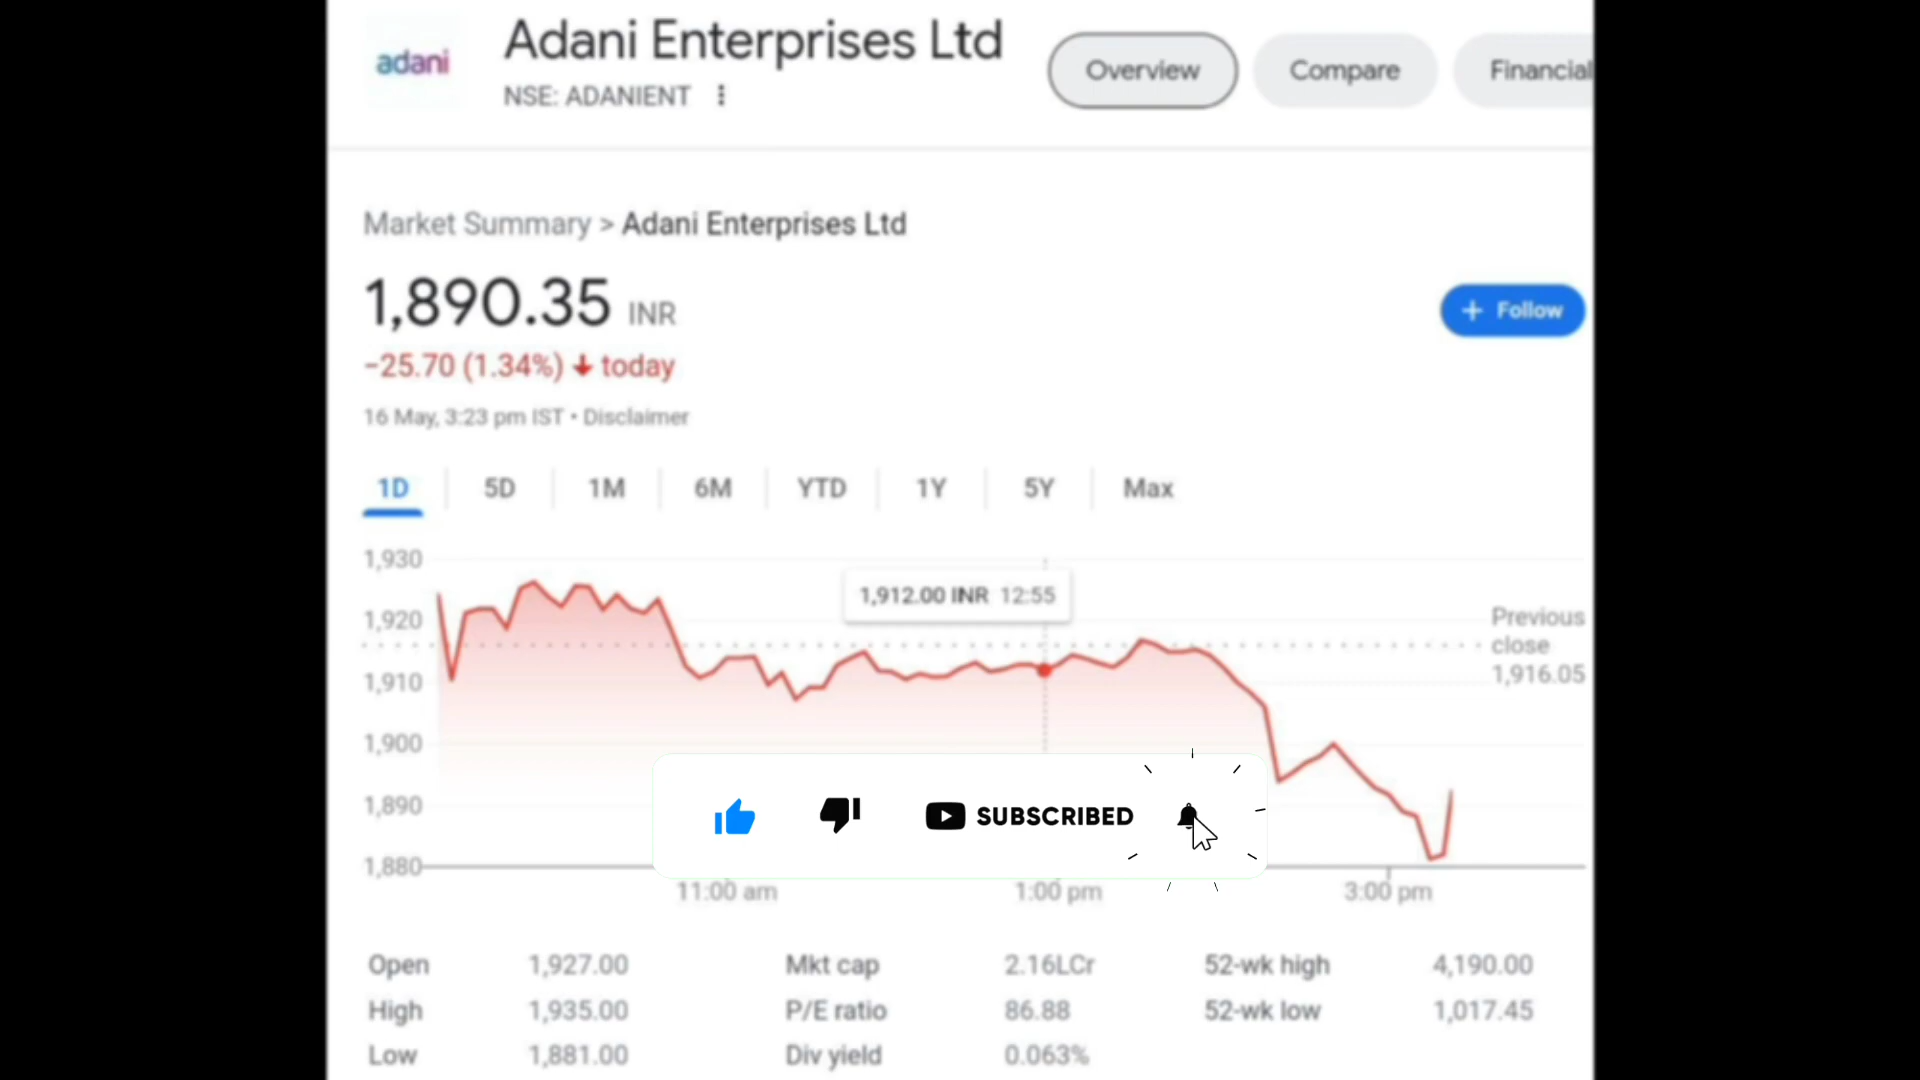 adani
Adani Enterprises Ltd
NSE: ADANIENT
Overview
Compare
Financial
Market Summary > Adani Enterprises Ltd
1,890.35 INR
+ Follow
−25.70 (1.34%) ↓ today
16 May, 3:23 pm IST • Disclaimer
1D 5D 1M 6M YTD 1Y 5Y Max
1,930
1,920
1,910
1,900
1,890
1,880
1,912.00 INR 12:55
Previous
close
1,916.05
SUBSCRIBED
11:00 am 1:00 pm 3:00 pm
Open 1,927.00 Mkt cap 2.16LCr 52-wk high 4,190.00
High 1,935.00 P/E ratio 86.88 52-wk low 1,017.45
Low 1,881.00 Div yield 0.063%